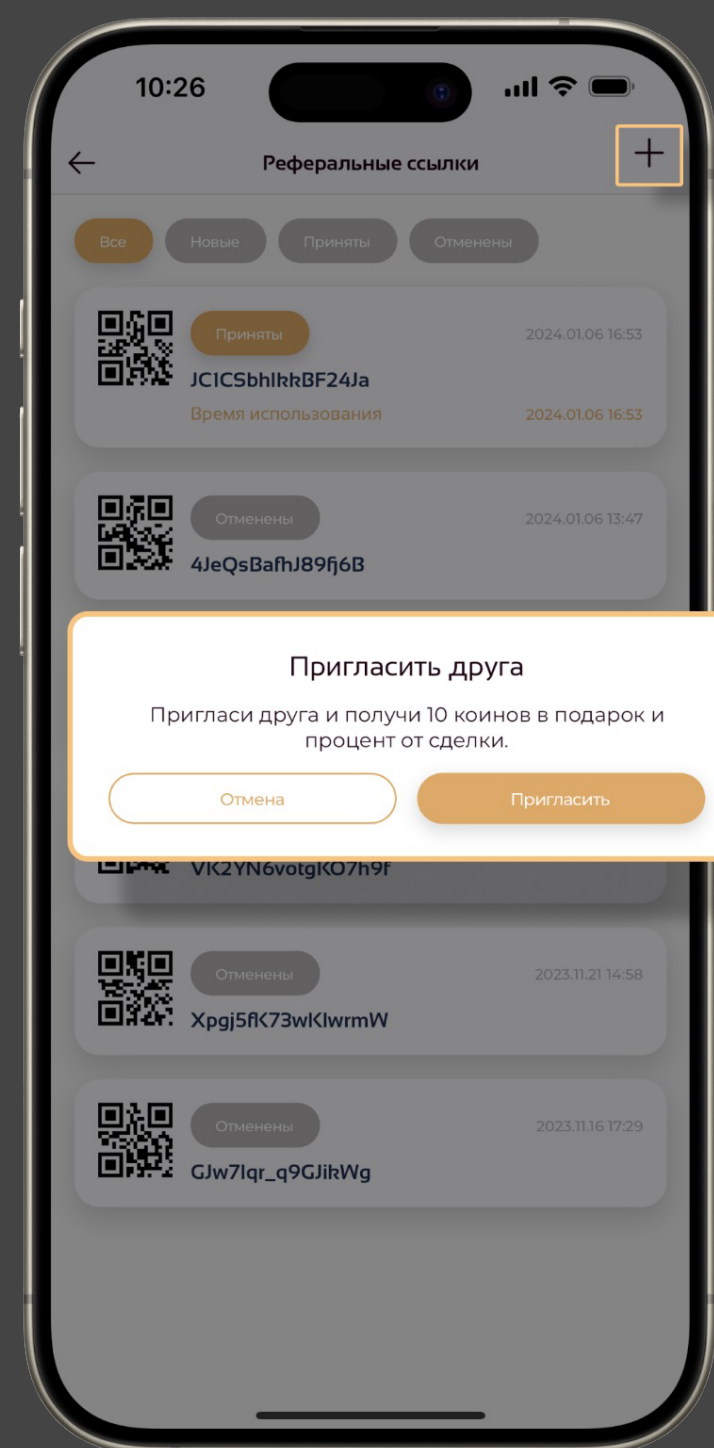 10:26
Реферальные ссылки
Все Новые Приняты Отменены
Приняты 2024.01.06 16:53
JC1CSbhlkkBF24Ja
Время использования 2024.01.06 16:53
Отменены 2024.01.06 13:47
4JeQsBafhJ89fj6B
Пригласить друга
Пригласи друга и получи 10 коинов в подарок и
процент от сделки.
Отмена Пригласить
VK2YN6votgKO7h9f
Отменены 2023.11.21 14:58
Xpgj5fK73wKIwrmW
Отменены 2023.11.16 17:29
GJw7lqr_q9GJikWg